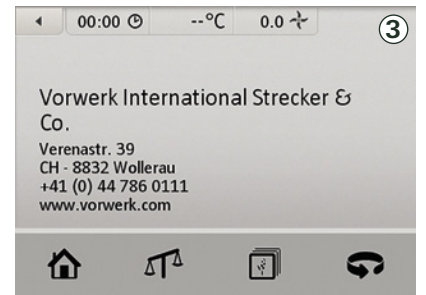 00:00 --°C 0.0
3
Vorwerk International Strecker &
Co.
Verenastr. 39
CH - 8832 Wollerau
+41 (0) 44 786 0111
www.vorwerk.com